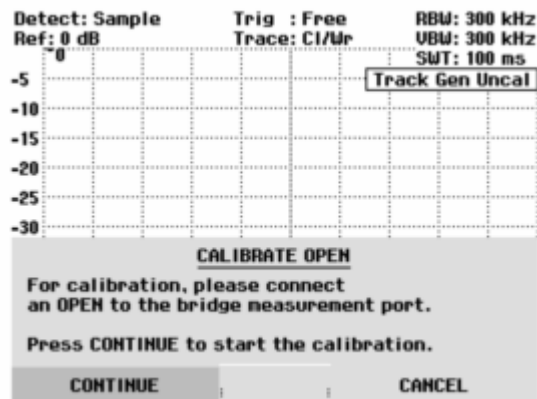 Detect: Sample Trig : Free RBW: 300 kHz
Ref: 0 dB Trace: Cl/Wr VBW: 300 kHz
0 SWT: 100 ms
-5 Track Gen Uncal
-10
-15
-20
-25
-30
CALIBRATE OPEN
For calibration, please connect
an OPEN to the bridge measurement port.
Press CONTINUE to start the calibration.
CONTINUE CANCEL